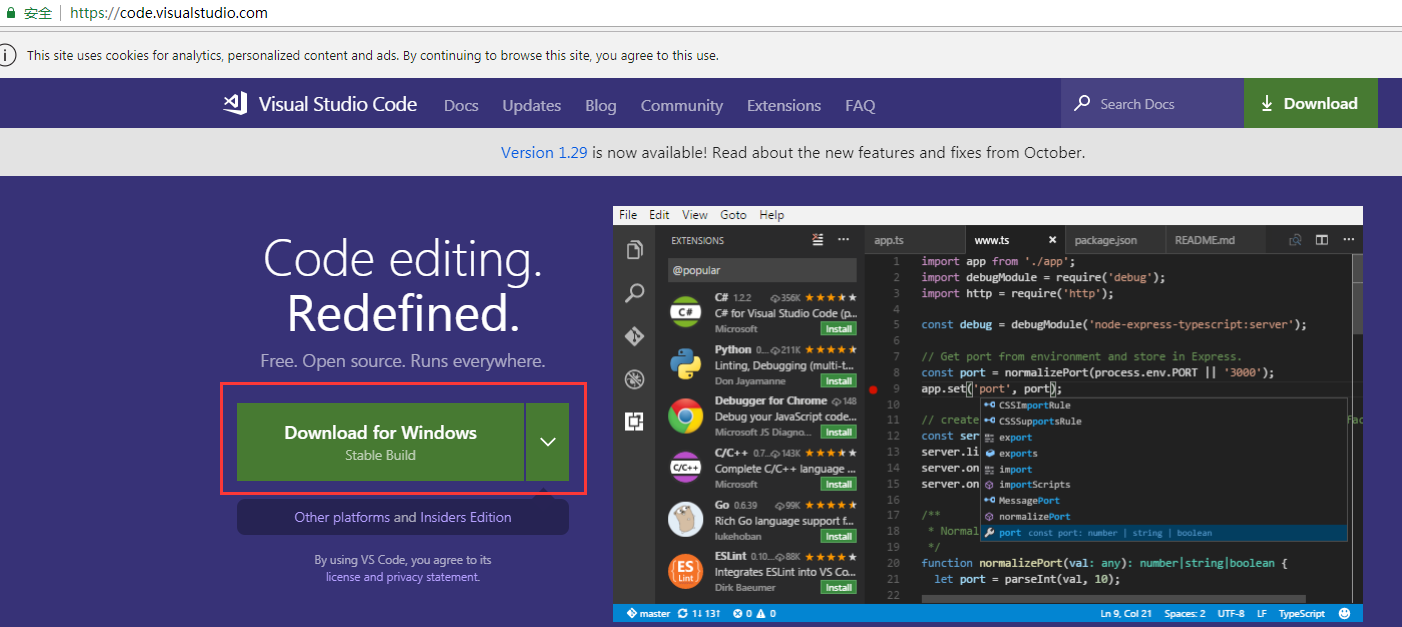 安全 https://code.visualstudio.com
This site uses cookies for analytics, personalized content and ads. By continuing to browse this site, you agree to this use.
Visual Studio Code Docs Updates Blog Community Extensions FAQ Search Docs Download
Version 1.29 is now available! Read about the new features and fixes from October.
Code editing.
Redefined.
Free. Open source. Runs everywhere.
Download for Windows
Stable Build
Other platforms and Insiders Edition
By using VS Code, you agree to its
license and privacy statement.
File Edit View Goto Help
EXTENSIONS
@popular
C# 1.2.2 356K
C# for Visual Studio Code (p...
Microsoft Install
Python 0.... 211K
Linting, Debugging (multi-t...
Don Jayamanne Install
Debugger for Chrome 148
Debug your JavaScript code...
Microsoft JS Diagno... Install
C/C++ 0.7... 143K
Complete C/C++ language ...
Microsoft Install
Go 0.6.39 99K
Rich Go language support f...
lukehoban Install
ESLint 0.10... 88K
Integrates ESLint into VS Co...
Dirk Baeumer Install
app.ts www.ts package.json README.md
1 import app from './app';
2 import debugModule = require('debug');
3 import http = require('http');
4
5 const debug = debugModule('node-express-typescript:server');
6
7 // Get port from environment and store in Express.
8 const port = normalizePort(process.env.PORT || '3000');
9 app.set('port', port);
10
11 // create
12 const ser
13 server.li
14 server.on
15 server.on
16
17 /**
18 * Normal
19 */
20 function normalizePort(val: any): number|string|boolean {
21 let port = parseInt(val, 10);
22
CSSImportRule
CSSSupportsRule
export
exports
import
importScripts
MessagePort
normalizePort
port const port: number | string | boolean
master 1↓ 13↑ 0 0 Ln 9, Col 21 Spaces: 2 UTF-8 LF TypeScript